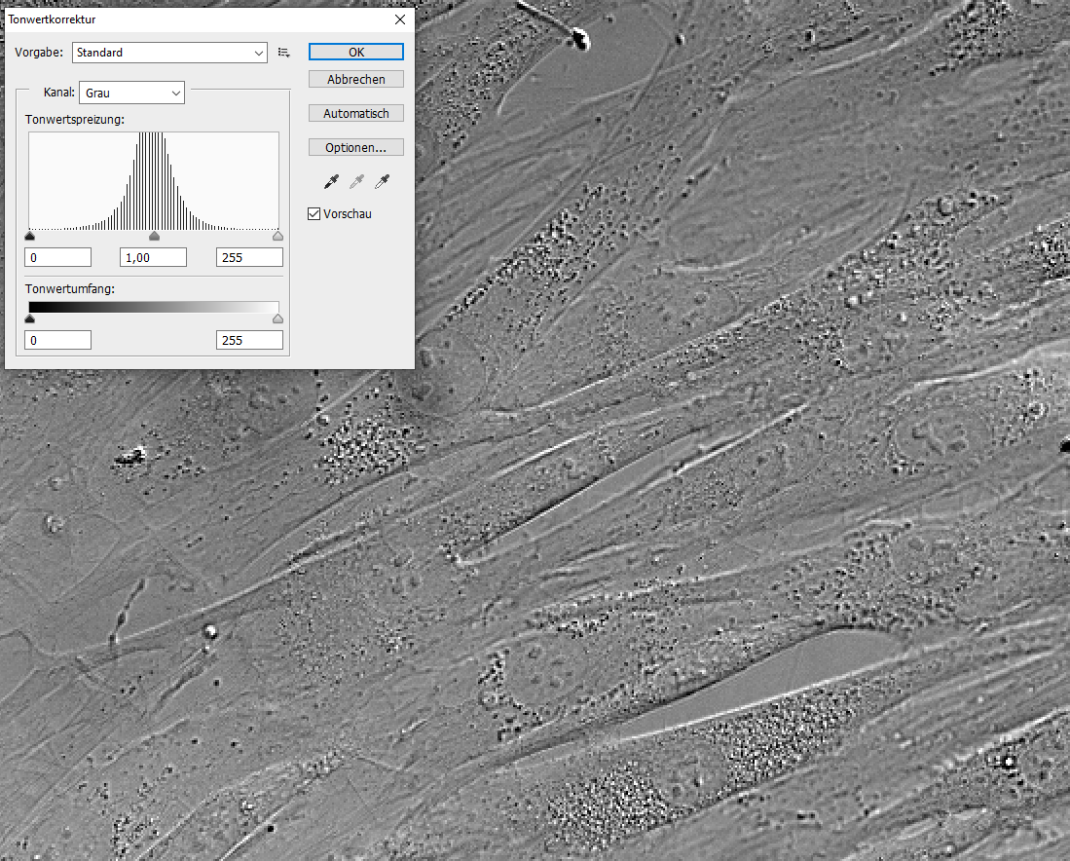 Tonwertkorrektur
Vorgabe: Standard
OK
Abbrechen
Kanal: Grau
Automatisch
Tonwertspreizung:
Optionen...
Vorschau
0 1,00 255
Tonwertumfang:
0 255